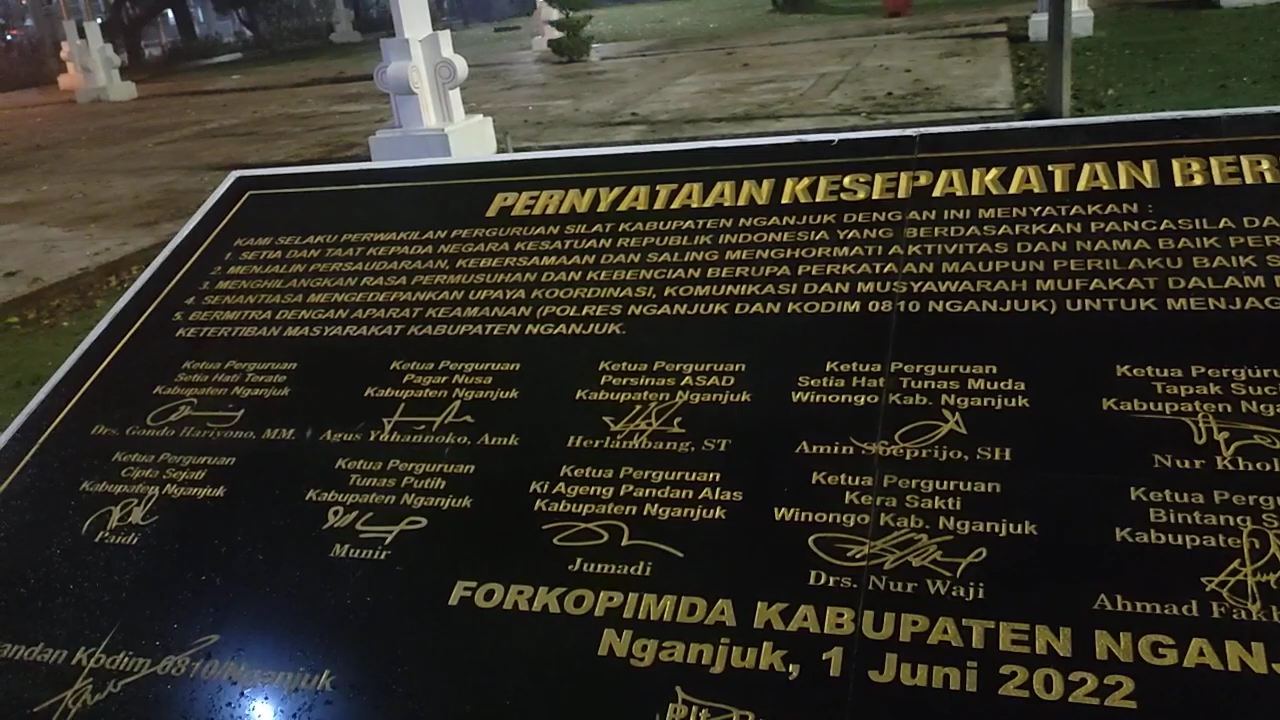 PERNYATAAN KESEPAKATAN BER
KAMI SELAKU PERWAKILAN PERGURUAN SILAT KABUPATEN NGANJUK DENGAN INI MENYATAKAN :
1. SETIA DAN TAAT KEPADA NEGARA KESATUAN REPUBLIK INDONESIA YANG BERDASARKAN PANCASILA DA
2. MENJALIN PERSAUDARAAN, KEBERSAMAAN DAN SALING MENGHORMATI AKTIVITAS DAN NAMA BAIK PER
3. MENGHILANGKAN RASA PERMUSUHAN DAN KEBENCIAN BERUPA PERKATAAN MAUPUN PERILAKU BAIK S
4. SENANTIASA MENGEDEPANKAN UPAYA KOORDINASI, KOMUNIKASI DAN MUSYAWARAH MUFAKAT DALAM
5. BERMITRA DENGAN APARAT KEAMANAN (POLRES NGANJUK DAN KODIM 0810 NGANJUK) UNTUK MENJAG
KETERTIBAN MASYARAKAT KABUPATEN NGANJUK.
Ketua Perguruan
Setia Hati Terate
Kabupaten Nganjuk
Drs. Gondo Hariyono, MM.
Ketua Perguruan
Pagar Nusa
Kabupaten Nganjuk
Agus Yuhannoko, Amk
Ketua Perguruan
Persinas ASAD
Kabupaten Nganjuk
Herlambang, ST
Ketua Perguruan
Setia Hat Tunas Muda
Winongo Kab. Nganjuk
Amin Soeprijo, SH
Ketua Perguru
Tapak Suc
Kabupaten Ng
Nur Khol
Ketua Perguruan
Cipta Sejati
Kabupaten Nganjuk
Paidi
Ketua Perguruan
Tunas Putih
Kabupaten Nganjuk
Munir
Ketua Perguruan
Ki Ageng Pandan Alas
Kabupaten Nganjuk
Jumadi
Ketua Perguruan
Kera Sakti
Winongo Kab. Nganjuk
Drs. Nur Waji
Ketua Perg
Bintang S
Kabupaten
Ahmad Fak
FORKOPIMDA KABUPATEN NGANJ
Nganjuk, 1 Juni 2022
andan Kodim 0810/Nganjuk
Plt.